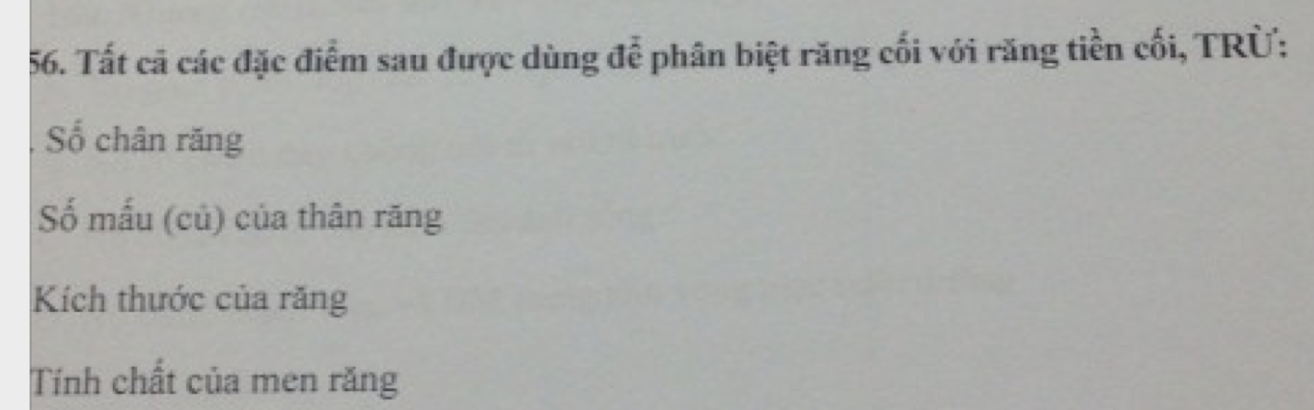 56. Tất cả các đặc điểm sau được dùng để phân biệt răng cối với răng tiền cối, TRỪ:
. Số chân răng
Số mấu (củ) của thân răng
Kích thước của răng
Tính chất của men răng